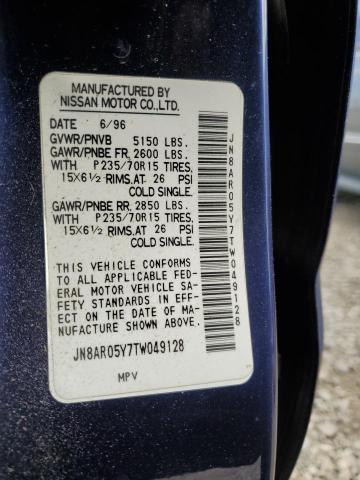 MANUFACTURED BY
NISSAN MOTOR CO., LTD.
DATE 6/96
GVWR/PNVB 5150 LBS.
GAWR/PNBE FR. 2600 LBS.
WITH P235/70R15 TIRES,
15X6½ RIMS, AT 26 PSI
COLD SINGLE.
GAWR/PNBE RR. 2850 LBS.
WITH P235/70R15 TIRES,
15X6½ RIMS, AT 26 PSI
COLD SINGLE.
THIS VEHICLE CONFORMS
TO ALL APPLICABLE FED-
ERAL MOTOR VEHICLE SA-
FETY STANDARDS IN EFF-
ECT ON THE DATE OF MAN-
UFACTURE SHOWN ABOVE.
JN8AR05Y7TW049128
MPV
JN8AR05Y7TW049128